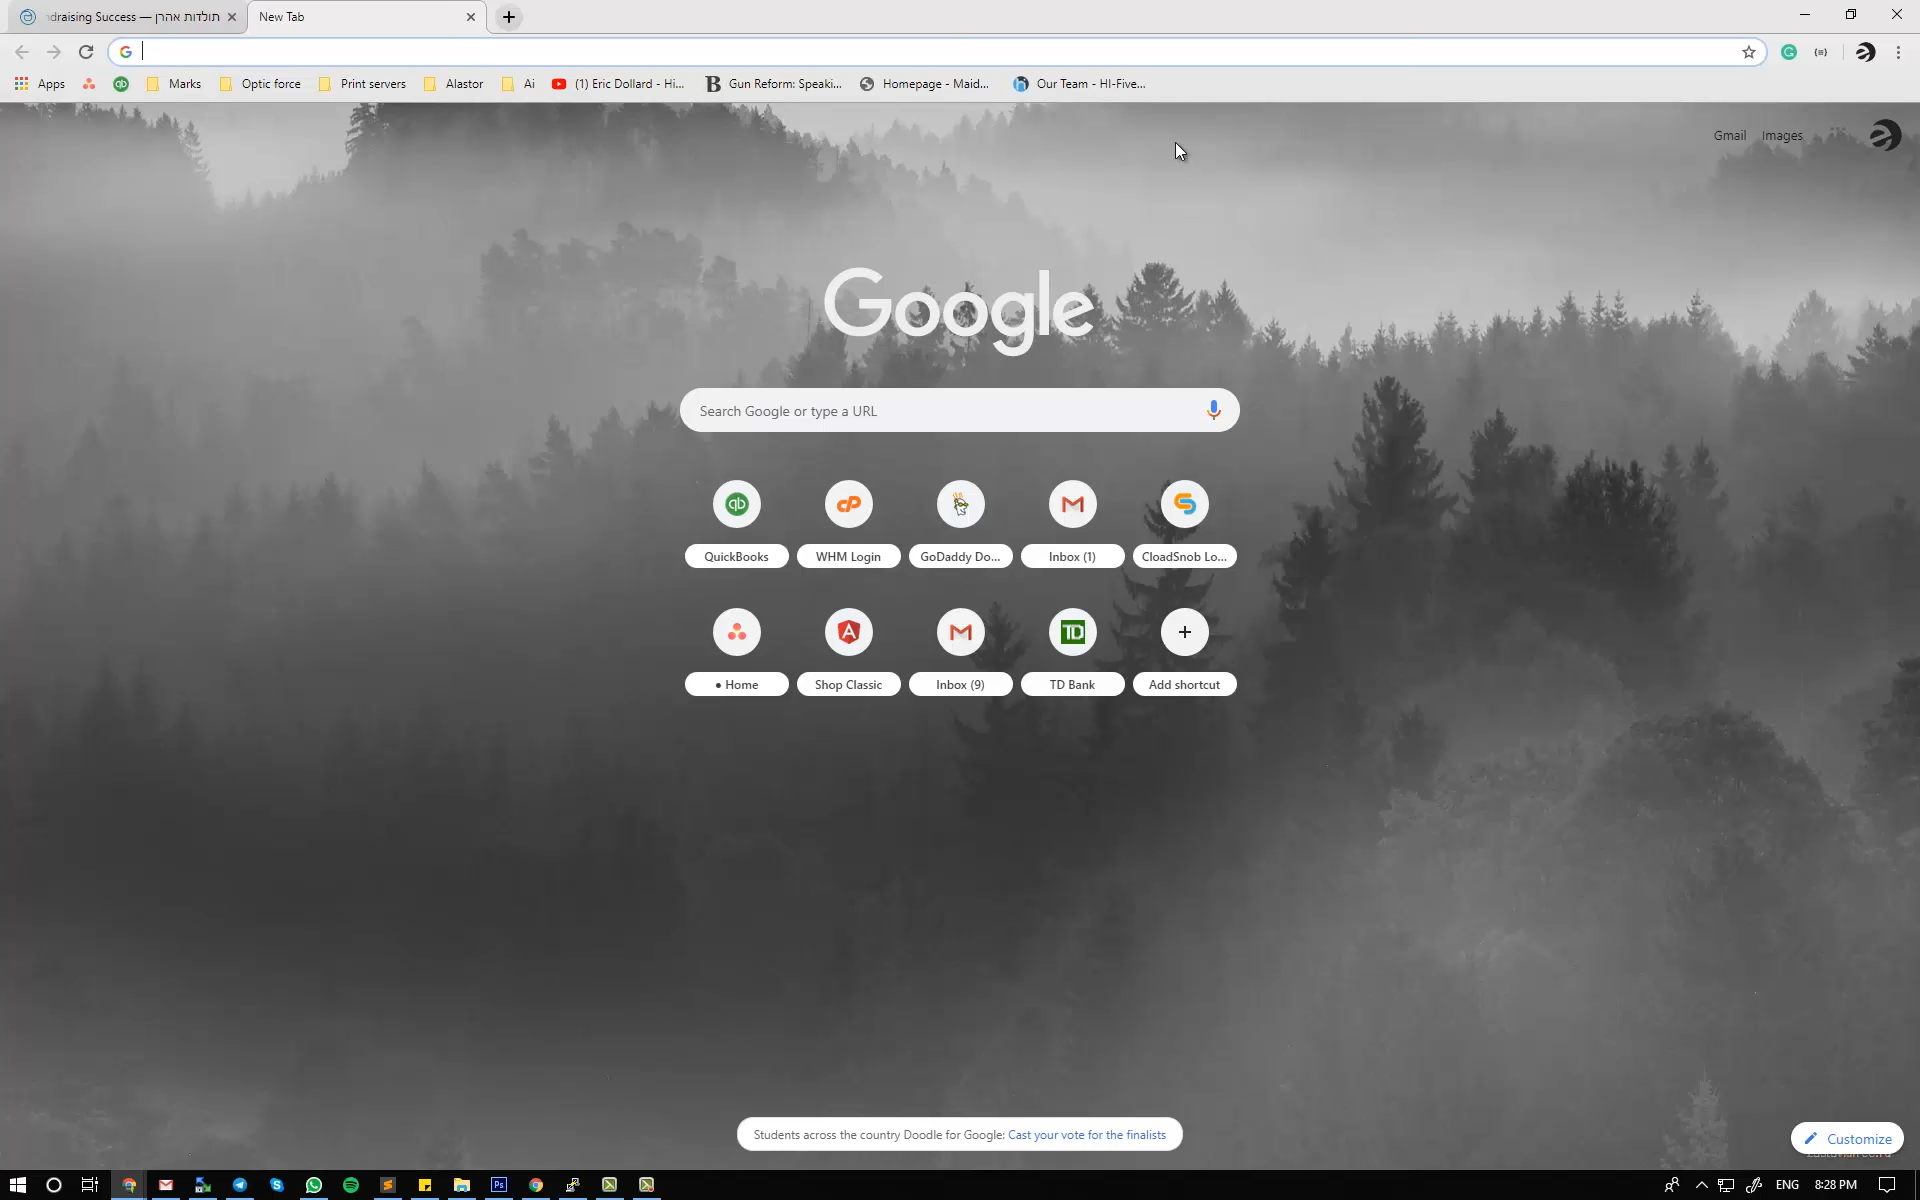 ndraising Success — תולדות אהרן
New Tab
Apps
Marks
Optic force
Print servers
Alastor
Ai
(1) Eric Dollard - Hi...
Gun Reform: Speaki...
Homepage - Maid...
Our Team - HI-Five...
Gmail
Images
Google
Search Google or type a URL
QuickBooks
WHM Login
GoDaddy Do...
Inbox (1)
CloadSnob Lo...
• Home
Shop Classic
Inbox (9)
TD Bank
Add shortcut
Students across the country Doodle for Google: Cast your vote for the finalists
Customize
ENG
8:28 PM